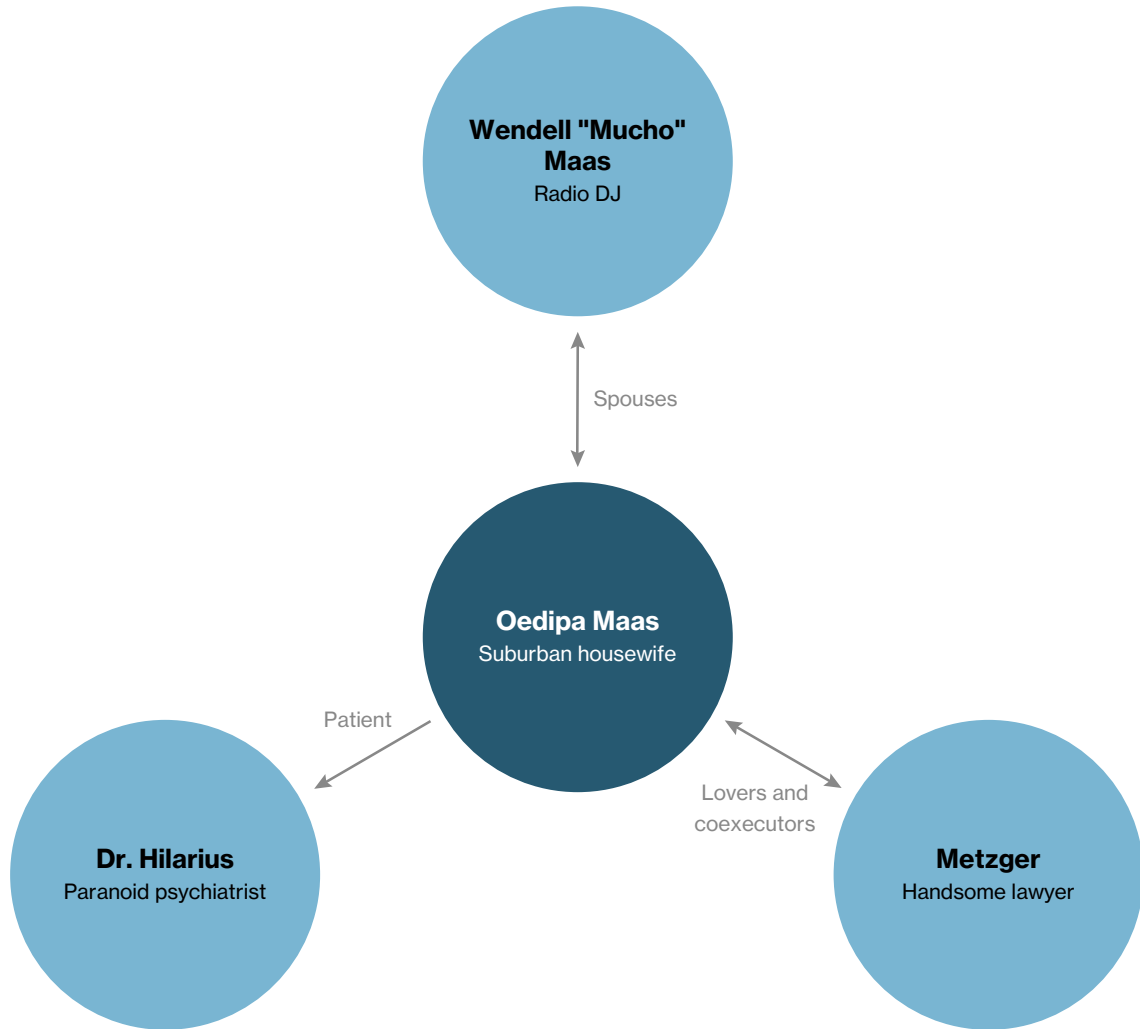 Wendell "Mucho"
Maas
Radio DJ
Spouses
Oedipa Maas
Suburban housewife
Patient
Lovers and
coexecutors
Dr. Hilarius
Paranoid psychiatrist
Metzger
Handsome lawyer